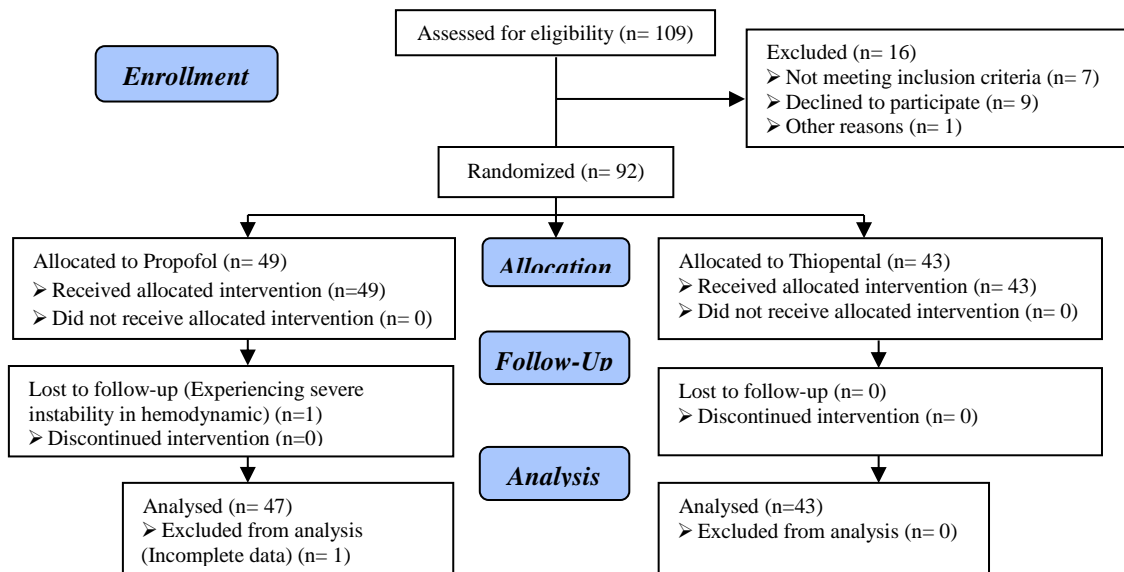 Assessed for eligibility (n= 109)
Enrollment
Excluded (n= 16)
➢ Not meeting inclusion criteria (n= 7)
➢ Declined to participate (n= 9)
➢ Other reasons (n= 1)
Randomized (n= 92)
Allocation
Allocated to Propofol (n= 49)
➢ Received allocated intervention (n=49)
➢ Did not receive allocated intervention (n= 0)
Allocated to Thiopental (n= 43)
➢ Received allocated intervention (n= 43)
➢ Did not receive allocated intervention (n= 0)
Follow-Up
Lost to follow-up (Experiencing severe
instability in hemodynamic) (n=1)
➢ Discontinued intervention (n=0)
Lost to follow-up (n= 0)
➢ Discontinued intervention (n= 0)
Analysis
Analysed (n= 47)
➢ Excluded from analysis
(Incomplete data) (n= 1)
Analysed (n=43)
➢ Excluded from analysis (n= 0)